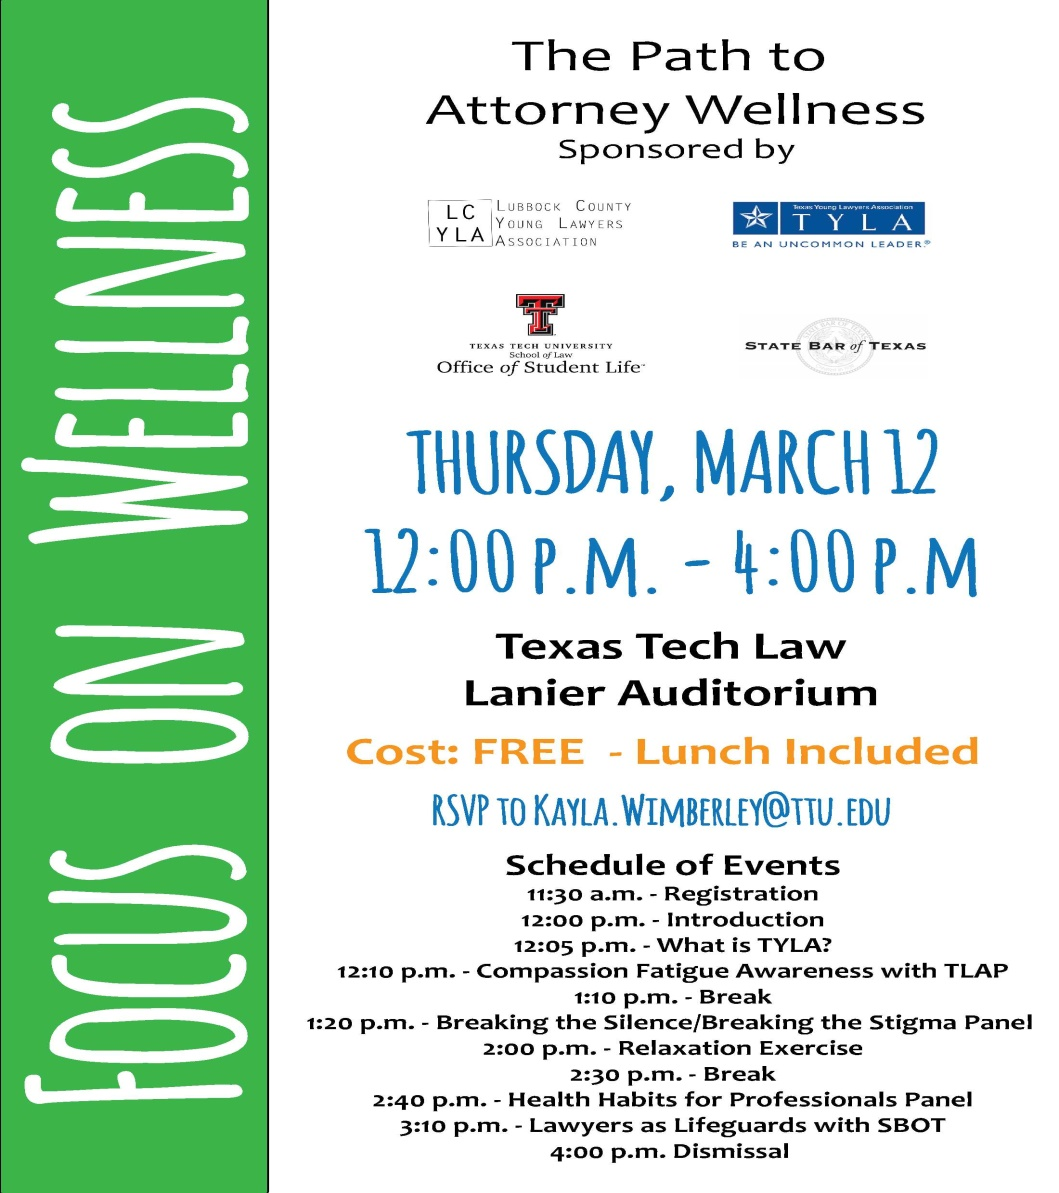 FOCUS ON WELLNESS
The Path to
Attorney Wellness
Sponsored by
LC
YLA
LUBBOCK COUNTY
YOUNG LAWYERS
ASSOCIATION
Texas Young Lawyers Association
TYLA
BE AN UNCOMMON LEADER.®
TEXAS TECH UNIVERSITY
School of Law
Office of Student Life
STATE BAR of TEXAS
THURSDAY, MARCH 12
12:00 P.M. - 4:00 P.M
Texas Tech Law
Lanier Auditorium
Cost: FREE - Lunch Included
RSVP TO KAYLA.WIMBERLEY@TTU.EDU
Schedule of Events
11:30 a.m. - Registration
12:00 p.m. - Introduction
12:05 p.m. - What is TYLA?
12:10 p.m. - Compassion Fatigue Awareness with TLAP
1:10 p.m. - Break
1:20 p.m. - Breaking the Silence/Breaking the Stigma Panel
2:00 p.m. - Relaxation Exercise
2:30 p.m. - Break
2:40 p.m. - Health Habits for Professionals Panel
3:10 p.m. - Lawyers as Lifeguards with SBOT
4:00 p.m. Dismissal